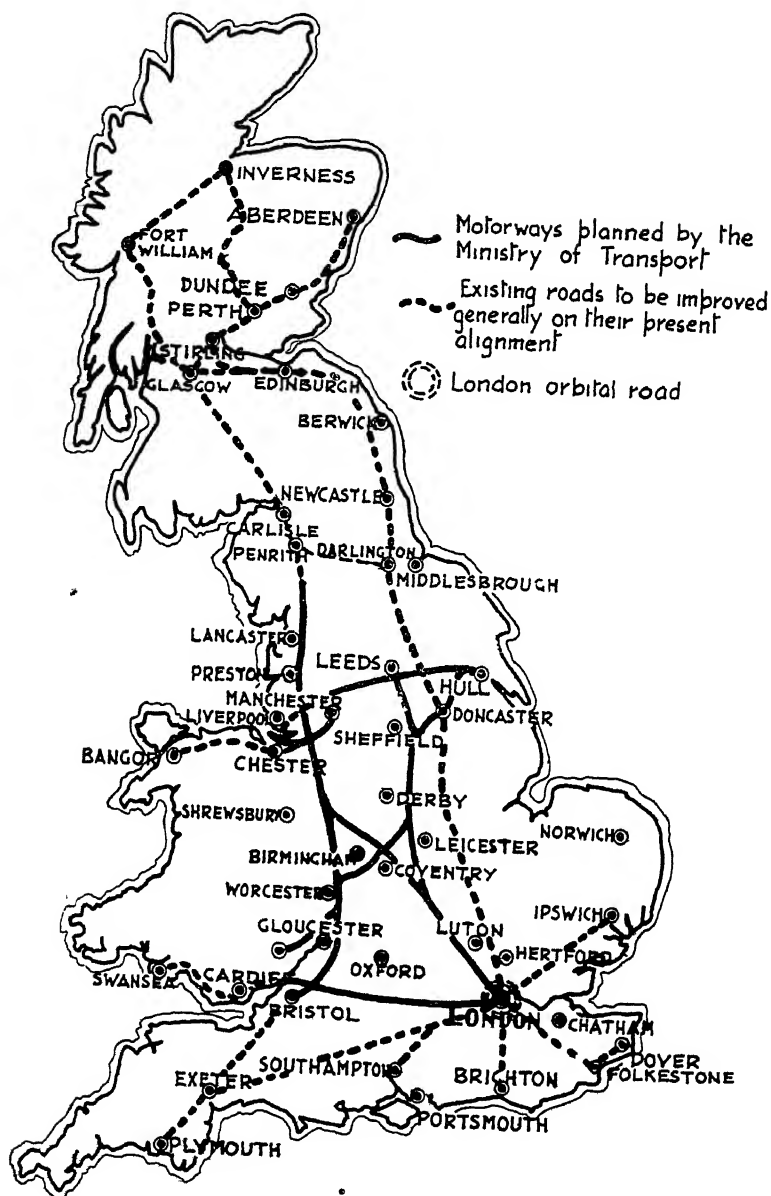 INVERNESS
ABERDEEN
FORT
WILLIAM
DUNDEE
PERTH
STIRLING
GLASGOW
EDINBURGH
BERWICK
Motorways planned by the
Ministry of Transport
Existing roads to be improved
generally on their present
alignment
London orbital road
NEWCASTLE
CARLISLE
PENRITH
DARLINGTON
MIDDLESBROUGH
LANCASTER
PRESTON
LEEDS
HULL
MANCHESTER
LIVERPOOL
DONCASTER
SHEFFIELD
BANGOR
CHESTER
DERBY
SHREWSBURY
NORWICH
LEICESTER
BIRMINGHAM
COVENTRY
WORCESTER
IPSWICH
GLOUCESTER
LUTON
HERTFORD
OXFORD
SWANSEA
CARDIFF
BRISTOL
LONDON
CHATHAM
SOUTHAMPTON
DOVER
FOLKESTONE
EXETER
BRIGHTON
PORTSMOUTH
PLYMOUTH